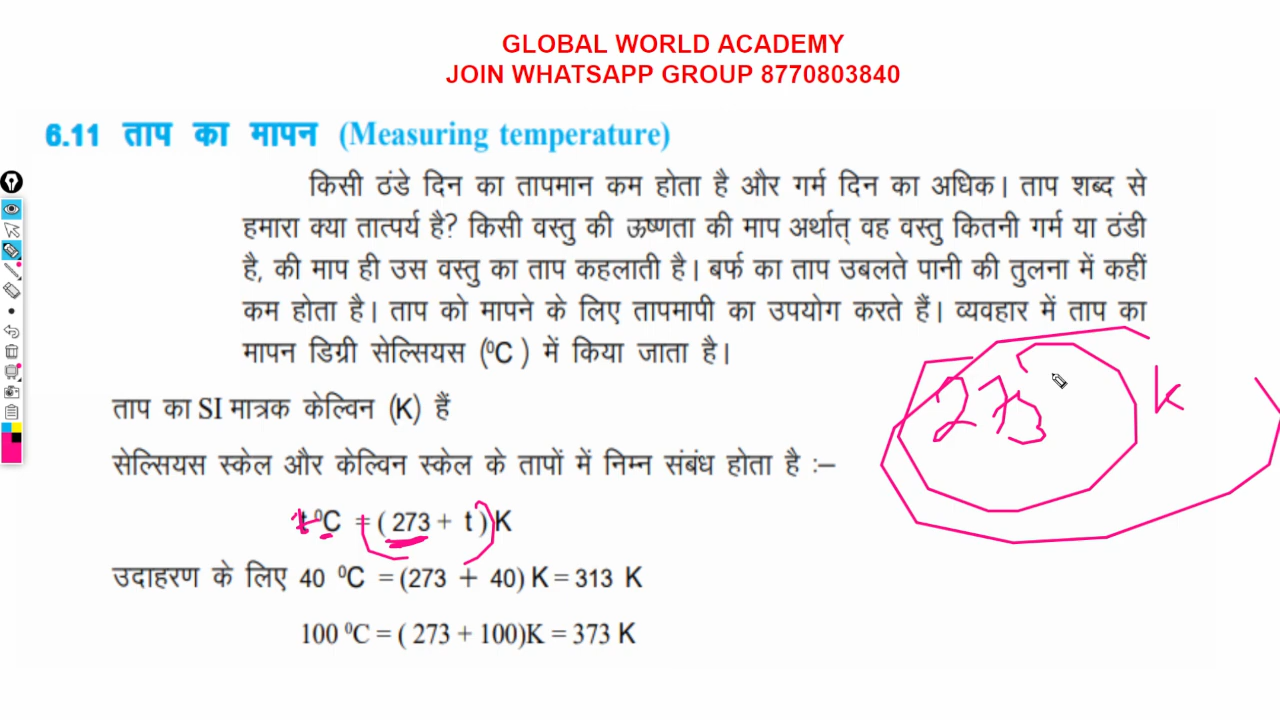 GLOBAL WORLD ACADEMY
JOIN WHATSAPP GROUP 8770803840
6.11 ताप का मापन (Measuring temperature)
किसी ठंडे दिन का तापमान कम होता है और गर्म दिन का अधिक। ताप शब्द से
हमारा क्या तात्पर्य है? किसी वस्तु की ऊष्णता की माप अर्थात् वह वस्तु कितनी गर्म या ठंडी
है, की माप ही उस वस्तु का ताप कहलाती है। बर्फ का ताप उबलते पानी की तुलना में कहीं
कम होता है। ताप को मापने के लिए तापमापी का उपयोग करते हैं। व्यवहार में ताप का
मापन डिग्री सेल्सियस (⁰C) में किया जाता है।
273 K
ताप का SI मात्रक केल्विन (K) हैं
सेल्सियस स्केल और केल्विन स्केल के तापों में निम्न संबंध होता है :–
t ⁰C = ( 273 + t ) K
उदाहरण के लिए 40 ⁰C = (273 + 40) K = 313 K
100 ⁰C = ( 273 + 100)K = 373 K